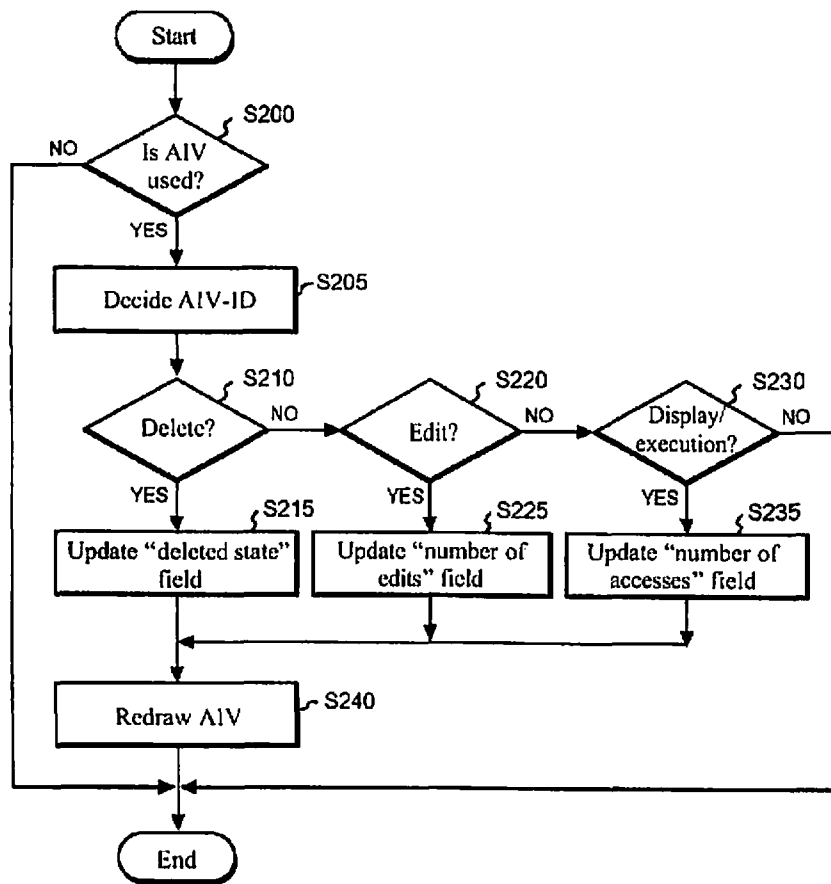 Start
S200
NO
Is AIV
used?
YES
S205
Decide AIV-ID
S210
Delete?
NO
YES
S220
Edit?
NO
YES
S230
Display/
execution?
NO
YES
S215
Update “deleted state”
field
S225
Update “number of
edits” field
S235
Update “number of
accesses” field
S240
Redraw AIV
End